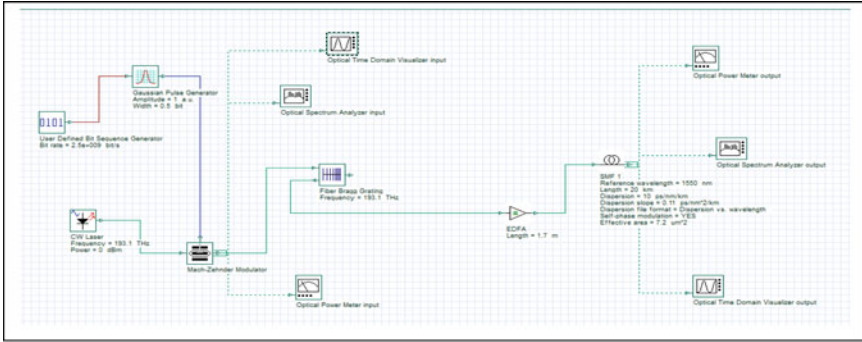 Optical Time Domain Visualizer input
Optical Power Meter output
Gaussian Pulse Generator
Amplitude = 1 a.u.
Width = 0.5 bit
Optical Spectrum Analyzer input
0101
User Defined Bit Sequence Generator
Bit rate = 2.5e+009 bit/s
Optical Spectrum Analyzer output
Fiber Bragg Grating
Frequency = 193.1 THz
SMF 1
Reference wavelength = 1550 nm
Length = 20 km
Dispersion = 10 ps/nm/km
Dispersion slope = 0.11 ps/nm^2/km
Dispersion file format = Dispersion vs. wavelength
Self-phase modulation = YES
Effective area = 7.2 um^2
EDFA
Length = 1.7 m
CW Laser
Frequency = 193.1 THz
Power = 0 dBm
Mach-Zehnder Modulator
Optical Power Meter input
Optical Time Domain Visualizer output